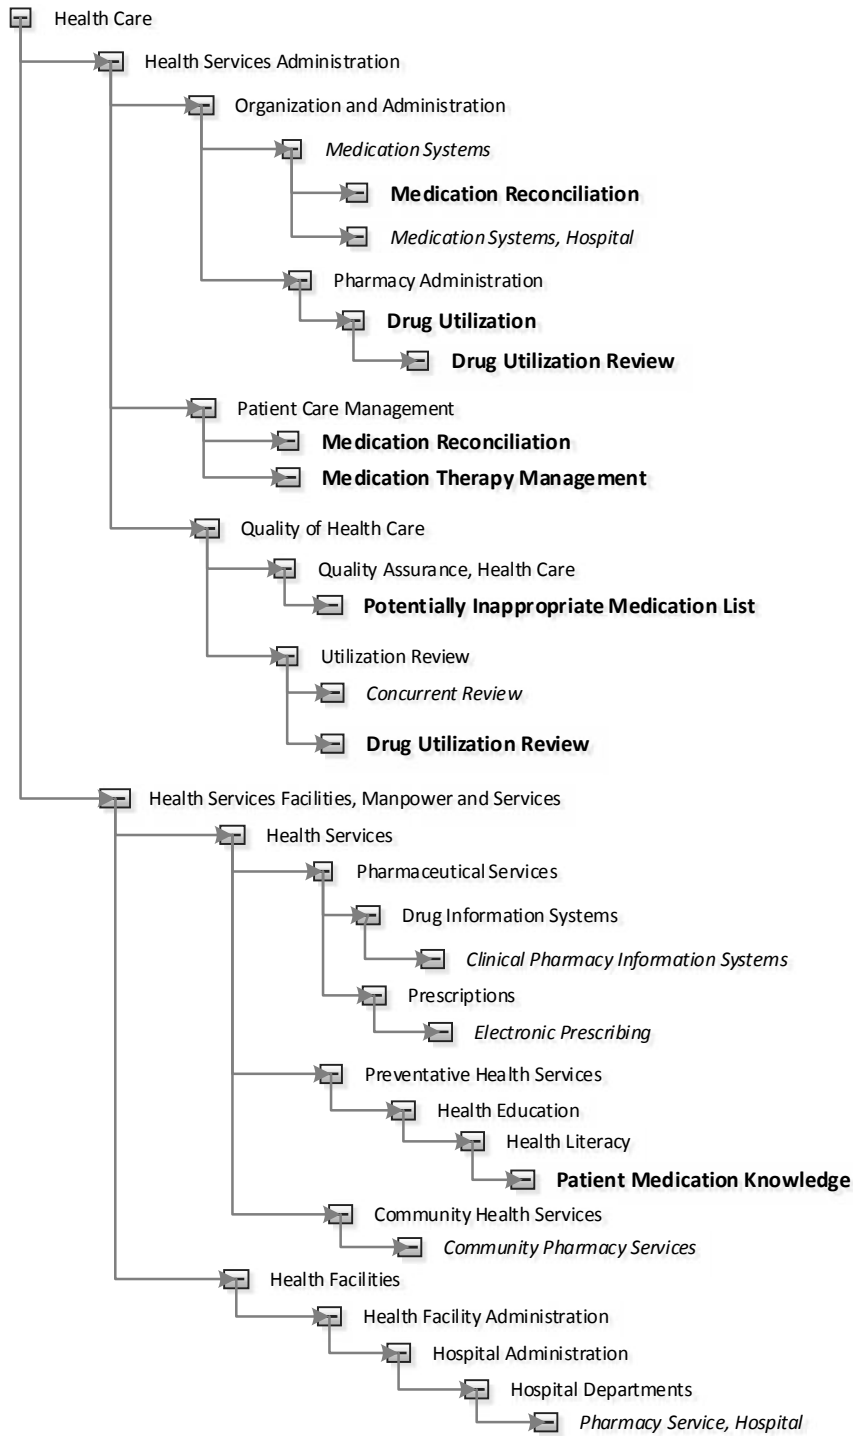 Health Care
Health Services Administration
Organization and Administration
Medication Systems
Medication Reconciliation
Medication Systems, Hospital
Pharmacy Administration
Drug Utilization
Drug Utilization Review
Patient Care Management
Medication Reconciliation
Medication Therapy Management
Quality of Health Care
Quality Assurance, Health Care
Potentially Inappropriate Medication List
Utilization Review
Concurrent Review
Drug Utilization Review
Health Services Facilities, Manpower and Services
Health Services
Pharmaceutical Services
Drug Information Systems
Clinical Pharmacy Information Systems
Prescriptions
Electronic Prescribing
Preventative Health Services
Health Education
Health Literacy
Patient Medication Knowledge
Community Health Services
Community Pharmacy Services
Health Facilities
Health Facility Administration
Hospital Administration
Hospital Departments
Pharmacy Service, Hospital